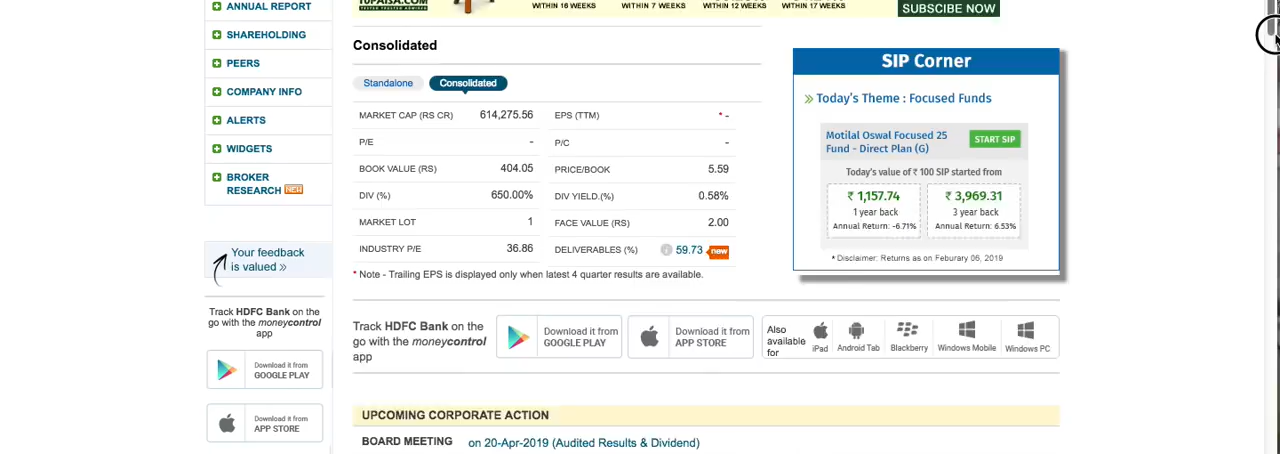 ANNUAL REPORT
SHAREHOLDING
PEERS
COMPANY INFO
ALERTS
WIDGETS
BROKER
RESEARCH
Your feedback
is valued »
Track HDFC Bank on the
go with the moneycontrol
app
Download it from
GOOGLE PLAY
Download it from
APP STORE
WITHIN 16 WEEKS
WITHIN 7 WEEKS
WITHIN 12 WEEKS
WITHIN 17 WEEKS
SUBSCIBE NOW
Consolidated
Standalone
Consolidated
MARKET CAP (RS CR) 614,275.56
EPS (TTM) * -
P/E -
P/C -
BOOK VALUE (RS) 404.05
PRICE/BOOK 5.59
DIV (%) 650.00%
DIV YIELD.(%) 0.58%
MARKET LOT 1
FACE VALUE (RS) 2.00
INDUSTRY P/E 36.86
DELIVERABLES (%) i 59.73 new
* Note - Trailing EPS is displayed only when latest 4 quarter results are available.
SIP Corner
» Today's Theme : Focused Funds
Motilal Oswal Focused 25
Fund - Direct Plan (G)
START SIP
Today's value of ₹ 100 SIP started from
₹ 1,157.74
1 year back
Annual Return: -6.71%
₹ 3,969.31
3 year back
Annual Return: 6.53%
* Disclaimer: Returns as on Feburary 06, 2019
Track HDFC Bank on the
go with the moneycontrol
app
Download it from
GOOGLE PLAY
Download it from
APP STORE
Also
available
for
iPad
Android Tab
Blackberry
Windows Mobile
Windows PC
UPCOMING CORPORATE ACTION
BOARD MEETING on 20-Apr-2019 (Audited Results & Dividend)